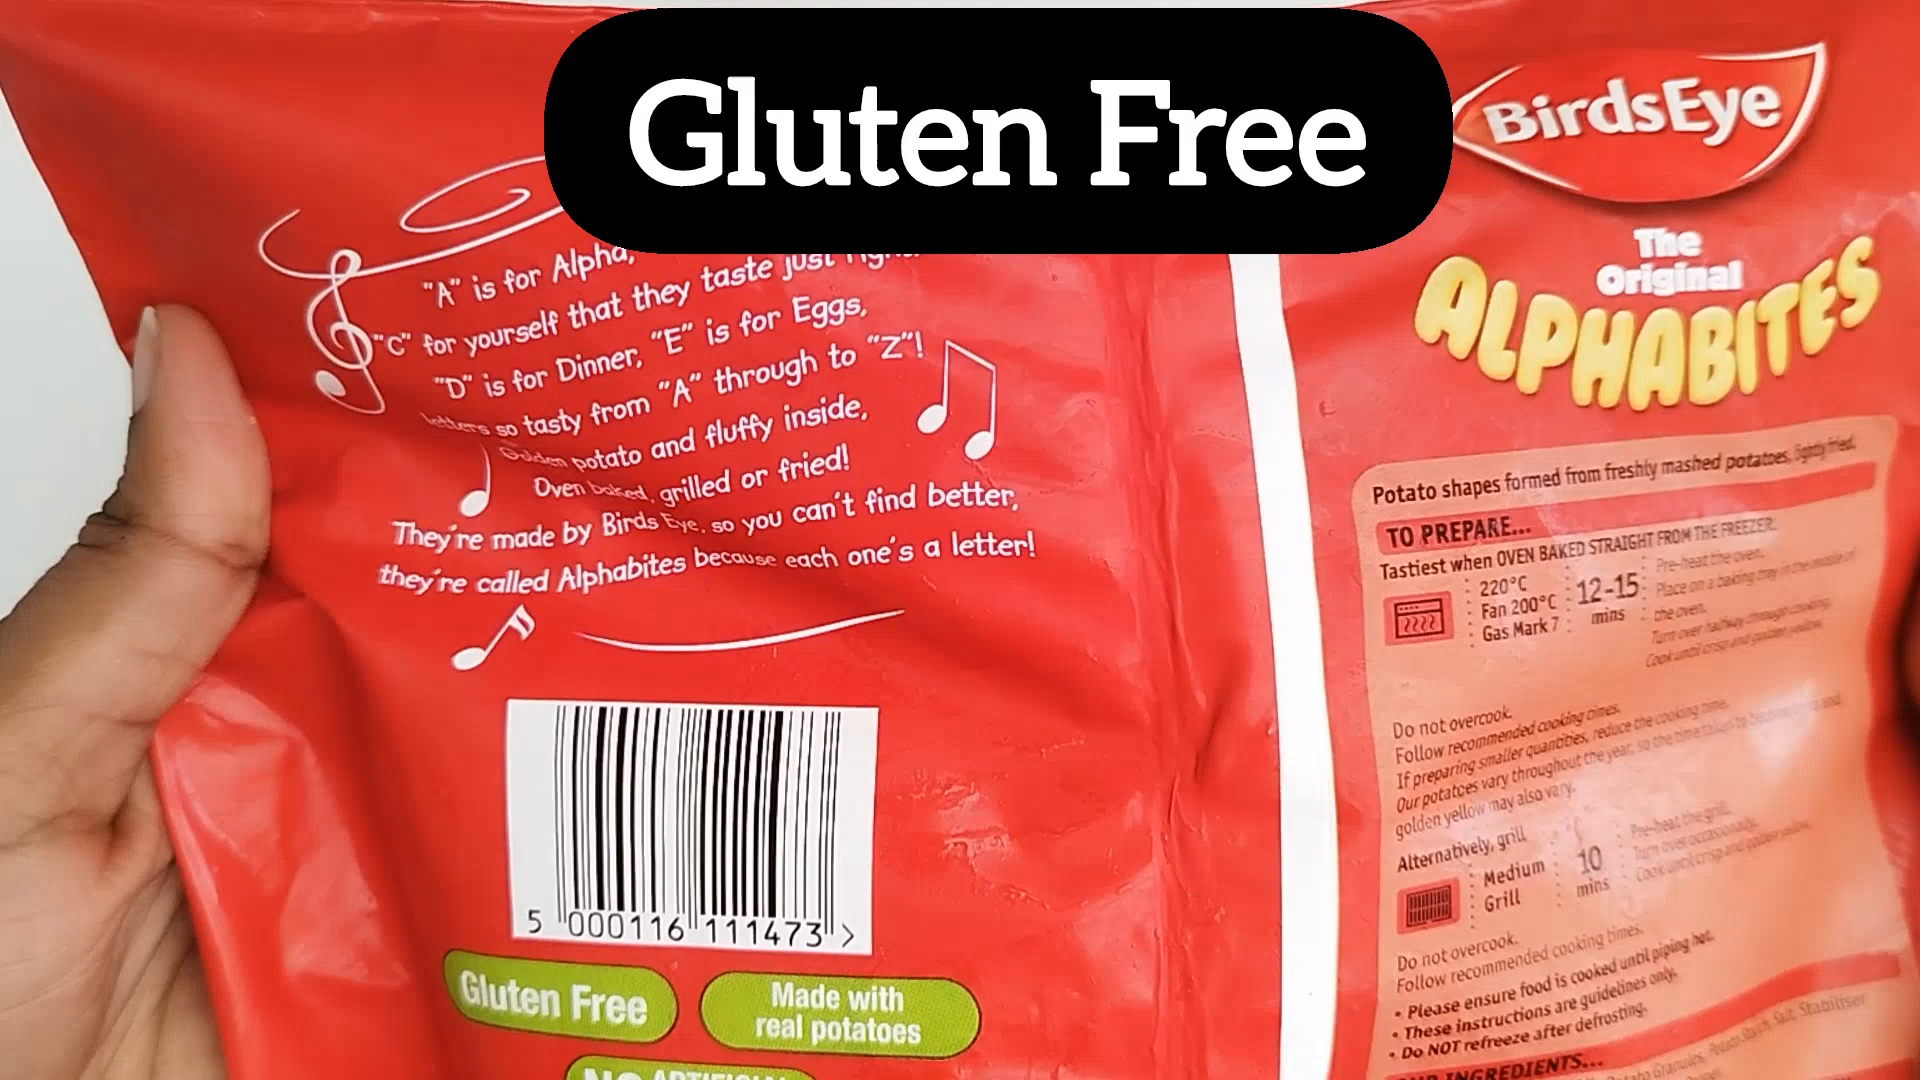 Gluten Free
"A" is for Alpha,
"C" for yourself that they taste just
"D" is for Dinner, "E" is for Eggs,
letters so tasty from "A" through to "Z"!
Golden potato and fluffy inside,
Oven baked, grilled or fried!
They're made by Birds Eye, so you can't find better,
they're called Alphabites because each one's a letter!
5 000116 111473 >
Gluten Free
Made with
real potatoes
NO ARTIFICIAL
BirdsEye
The
Original
ALPHABITES
Potato shapes formed from freshly mashed potatoes, lightly fried.
TO PREPARE...
Tastiest when OVEN BAKED STRAIGHT FROM THE FREEZER.
220°C
Fan 200°C
Gas Mark 7
12-15
mins
Pre-heat the oven.
Place on a baking tray in the middle of
the oven.
Turn over halfway through cooking.
Cook until crisp and golden yellow.
Do not overcook.
Follow recommended cooking times.
If preparing smaller quantities, reduce the cooking time.
Our potatoes vary throughout the year, so the time taken to become crisp and
golden yellow may also vary.
Alternatively, grill
Medium
Grill
10
mins
Pre-heat the grill.
Turn over occasionally.
Cook until crisp and golden yellow.
Do not overcook.
Follow recommended cooking times.
• Please ensure food is cooked until piping hot.
• These instructions are guidelines only.
• Do NOT refreeze after defrosting.
INGREDIENTS...
Potato Granules, Potato Starch, Salt, Stabiliser